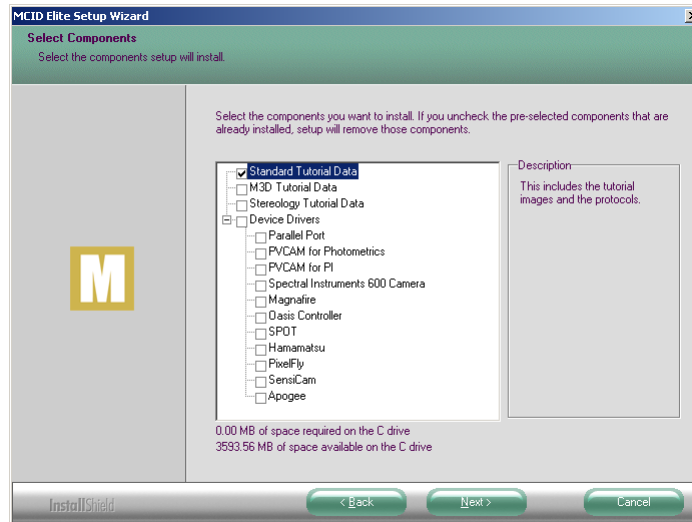 MCID Elite Setup Wizard
Select Components
Select the components setup will install.
Select the components you want to install. If you uncheck the pre-selected components that are
already installed, setup will remove those components.
Standard Tutorial Data
M3D Tutorial Data
Stereology Tutorial Data
Device Drivers
Parallel Port
PVCAM for Photometrics
PVCAM for PI
Spectral Instruments 600 Camera
Magnafire
Oasis Controller
SPOT
Hamamatsu
PixelFly
SensiCam
Apogee
Description
This includes the tutorial
images and the protocols.
0.00 MB of space required on the C drive
3593.56 MB of space available on the C drive
M
InstallShield
< Back
Next >
Cancel